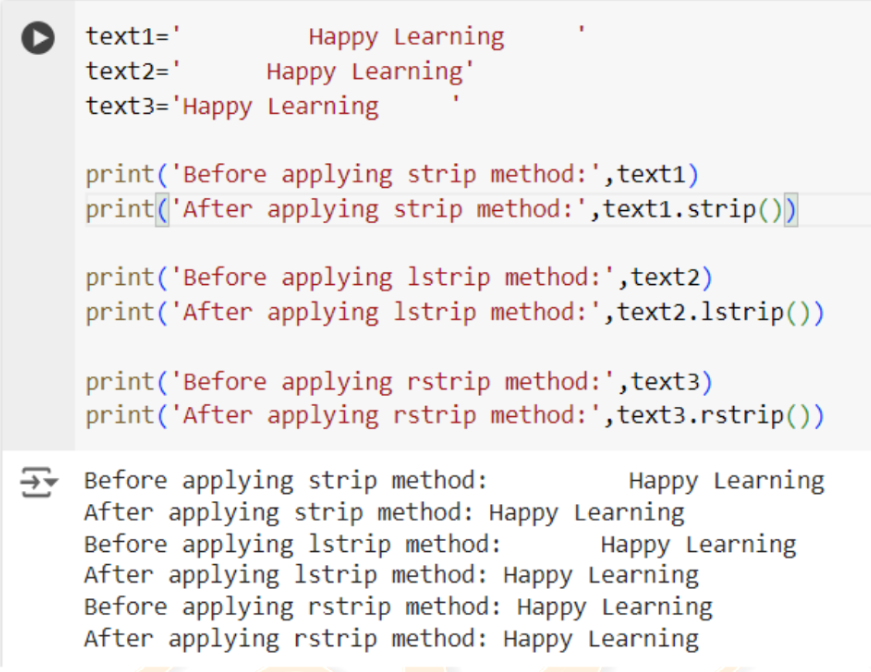 text1='         Happy Learning     '
text2='      Happy Learning'
text3='Happy Learning     '
print('Before applying strip method:',text1)
print('After applying strip method:',text1.strip())
print('Before applying lstrip method:',text2)
print('After applying lstrip method:',text2.lstrip())
print('Before applying rstrip method:',text3)
print('After applying rstrip method:',text3.rstrip())
Before applying strip method:          Happy Learning
After applying strip method: Happy Learning
Before applying lstrip method:       Happy Learning
After applying lstrip method: Happy Learning
Before applying rstrip method: Happy Learning
After applying rstrip method: Happy Learning